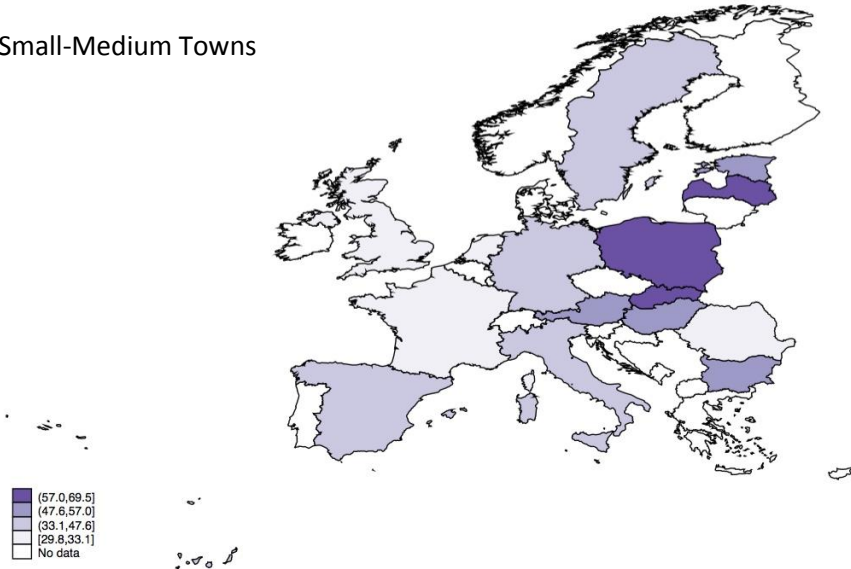 Small-Medium Towns
(57.0,69.5]
(47.6,57.0]
(33.1,47.6]
[29.8,33.1]
No data